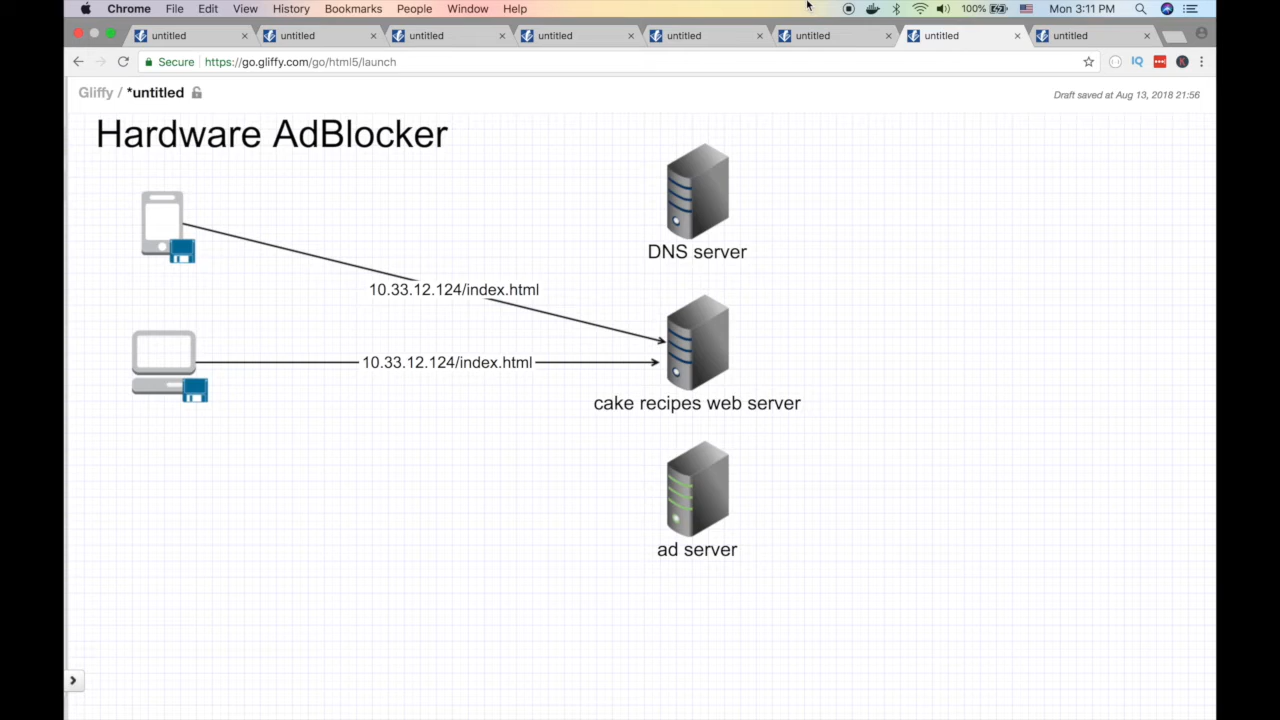 Chrome File Edit View History Bookmarks People Window Help 100% Mon 3:11 PM
untitled untitled untitled untitled untitled untitled untitled untitled
Secure https://go.gliffy.com/go/html5/launch IQ K
Gliffy / *untitled Draft saved at Aug 13, 2018 21:56
Hardware AdBlocker
DNS server
10.33.12.124/index.html
10.33.12.124/index.html
cake recipes web server
ad server